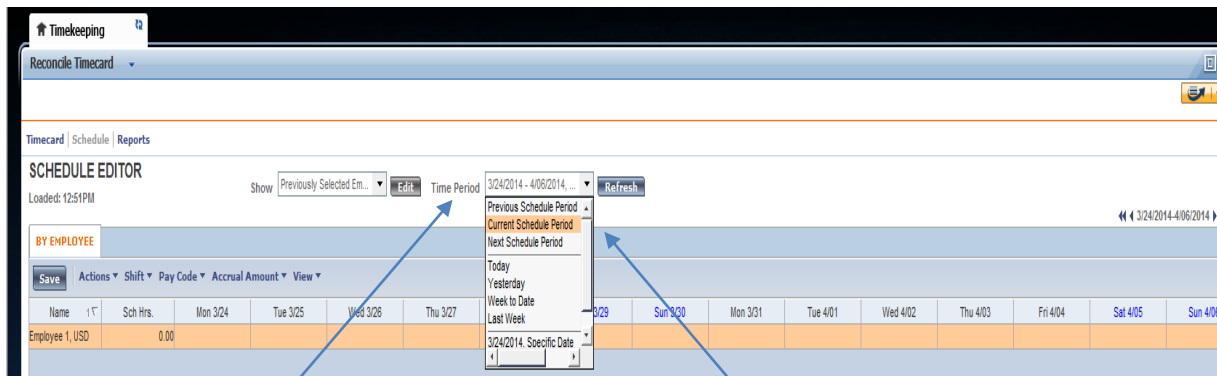 Timekeeping
Reconcile Timecard
Timecard | Schedule | Reports
SCHEDULE EDITOR
Loaded: 12:51PM
Show Previously Selected Em... Edit Time Period 3/24/2014 - 4/06/2014, ... Refresh
Previous Schedule Period
Current Schedule Period
Next Schedule Period
Today
Yesterday
Week to Date
Last Week
3/24/2014, Specific Date
3/24/2014-4/06/2014
BY EMPLOYEE
Save Actions Shift Pay Code Accrual Amount View
Name 1 Sch Hrs. Mon 3/24 Tue 3/25 Wed 3/26 Thu 3/27 3/29 Sun 3/30 Mon 3/31 Tue 4/01 Wed 4/02 Thu 4/03 Fri 4/04 Sat 4/05 Sun 4/06
Employee 1, USD 0.00